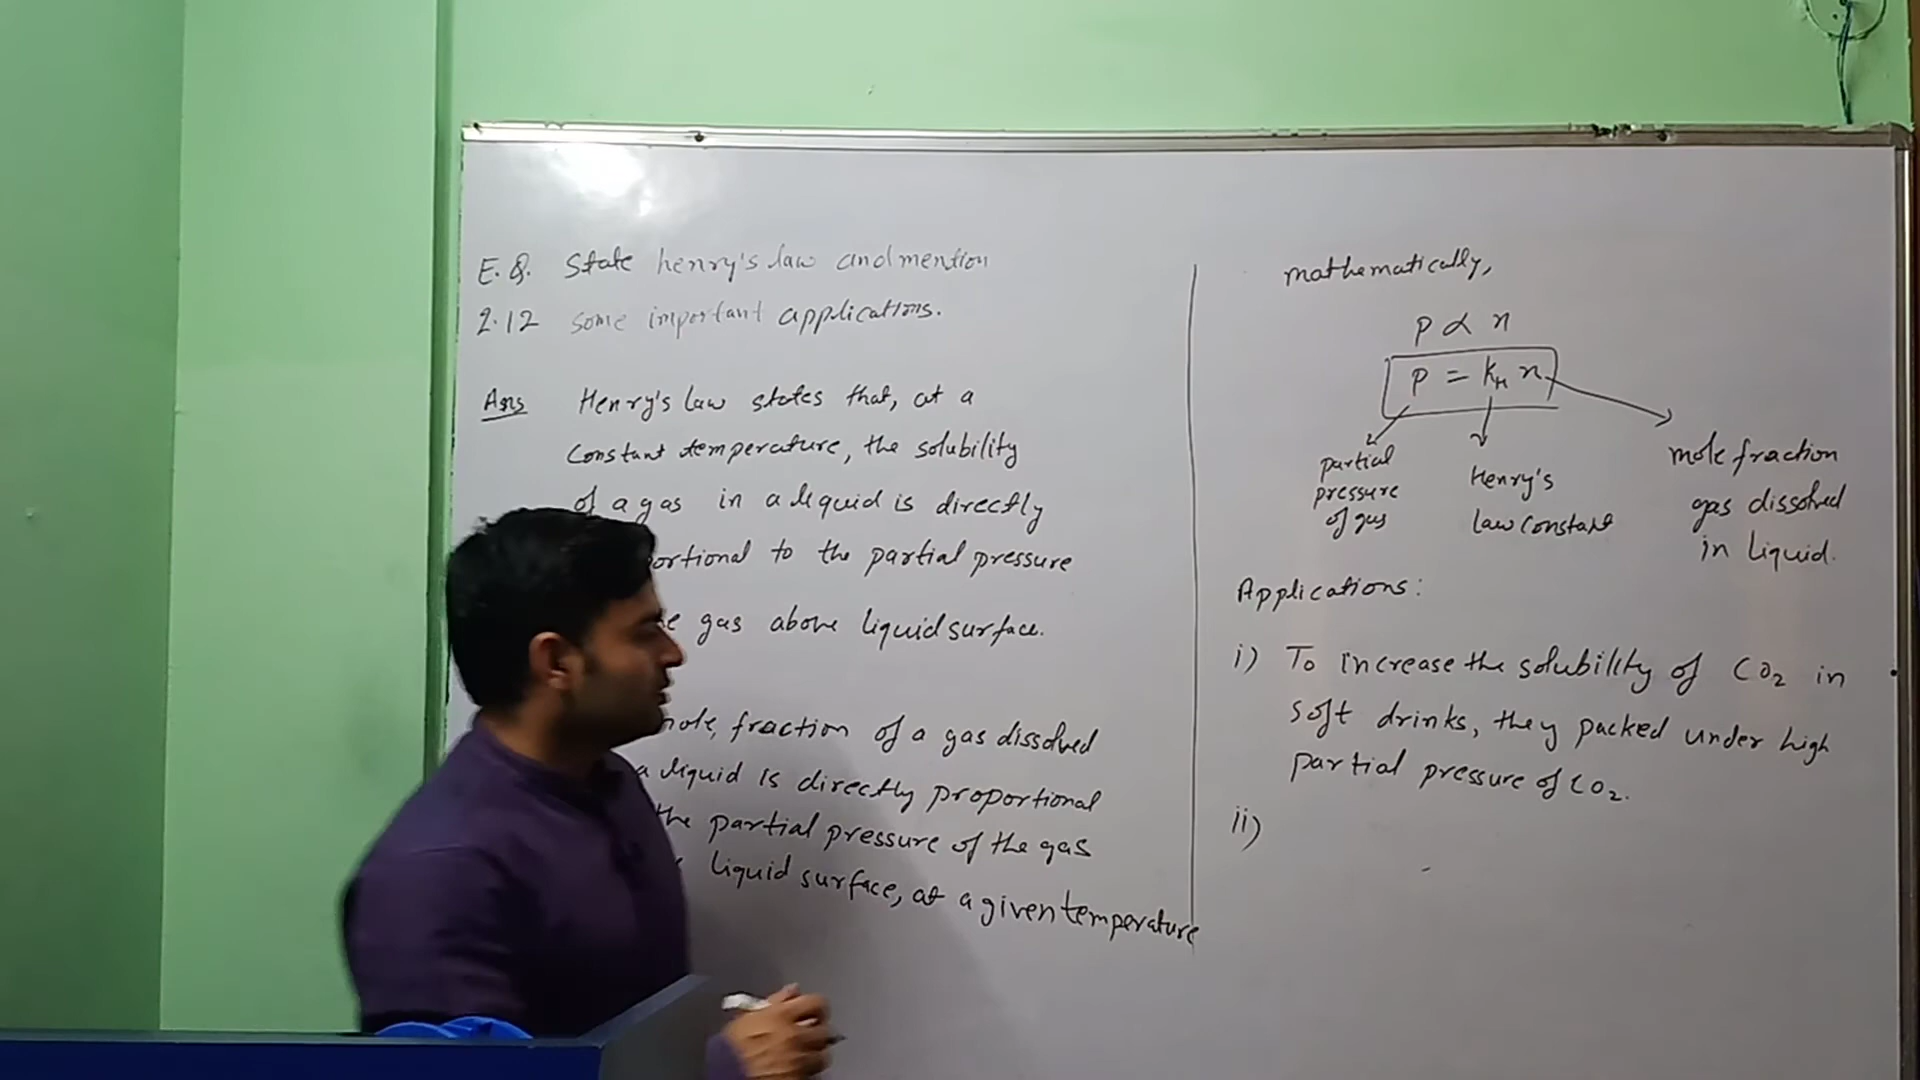 E.Q. State henry's law and mention
2.12 some important applications.
Ans Henry's law states that, at a
constant temperature, the solubility
of a gas in a liquid is directly
ortional to the partial pressure
gas above liquid surface.
mole, fraction of a gas dissolved
a liquid is directly proportional
the partial pressure of the gas
liquid surface, at a given temperature
mathematically,
p ∝ x
p = KH x
partial
pressure
of gas
Henry's
law constant
mole fraction
gas dissolved
in liquid.
Applications:
i) To increase the solubility of CO2 in
soft drinks, they packed under high
partial pressure of CO2.
ii)